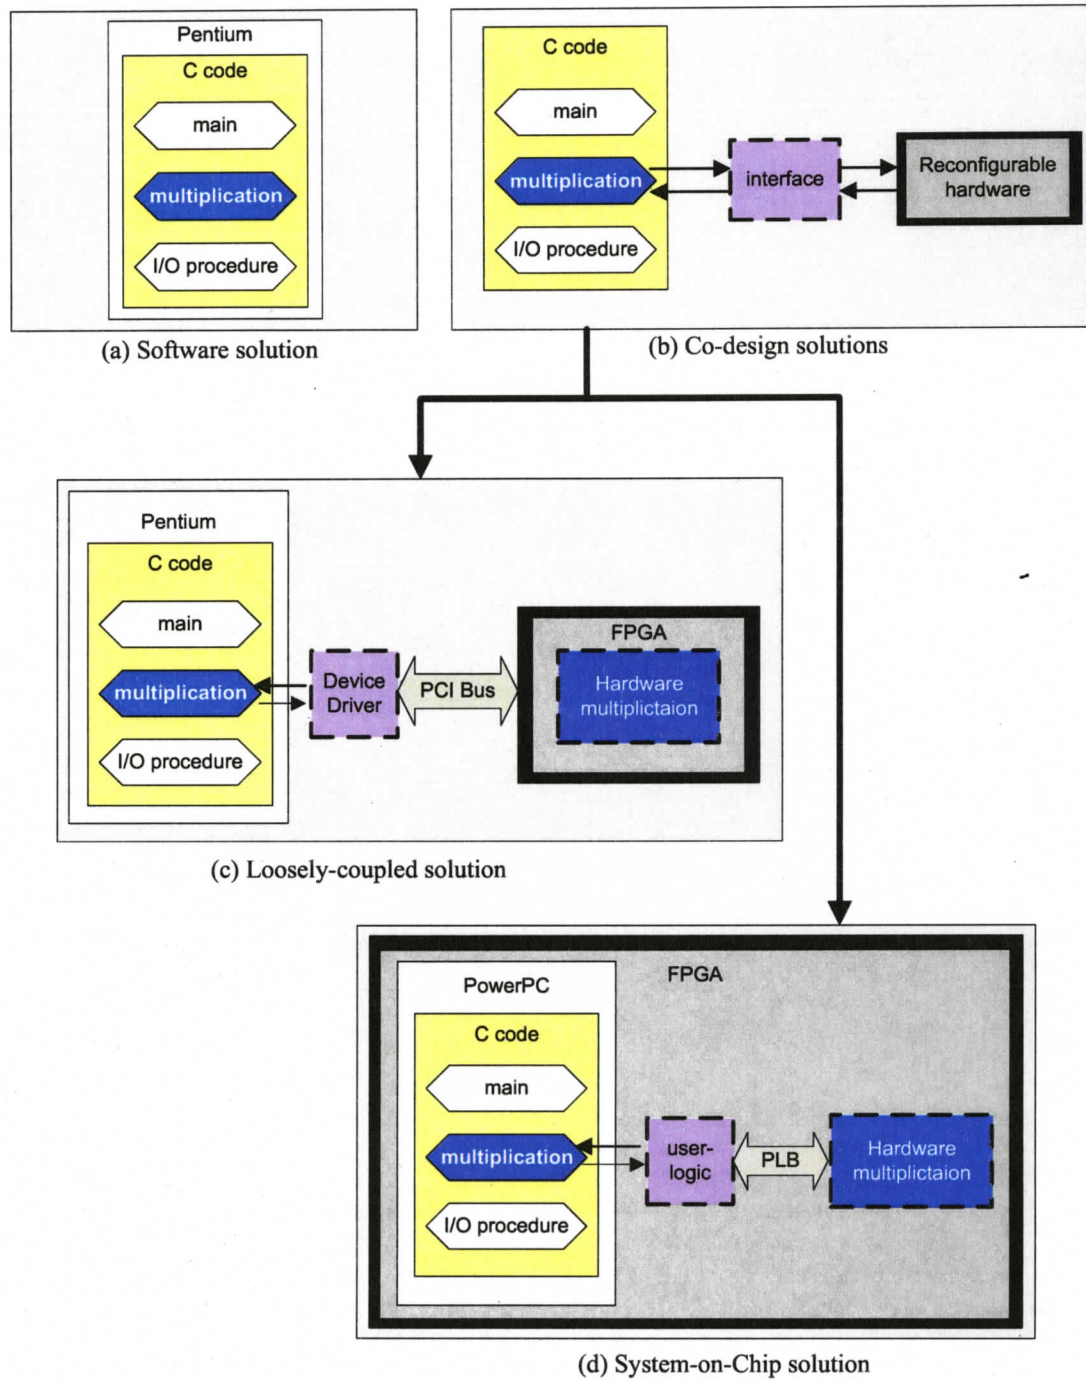 Pentium
C code
main
multiplication
I/O procedure
(a) Software solution
C code
main
multiplication
I/O procedure
interface
Reconfigurable
hardware
(b) Co-design solutions
Pentium
C code
main
multiplication
I/O procedure
Device
Driver
PCI Bus
FPGA
Hardware
multiplictaion
(c) Loosely-coupled solution
PowerPC
C code
main
multiplication
I/O procedure
FPGA
user-
logic
PLB
Hardware
multiplictaion
(d) System-on-Chip solution